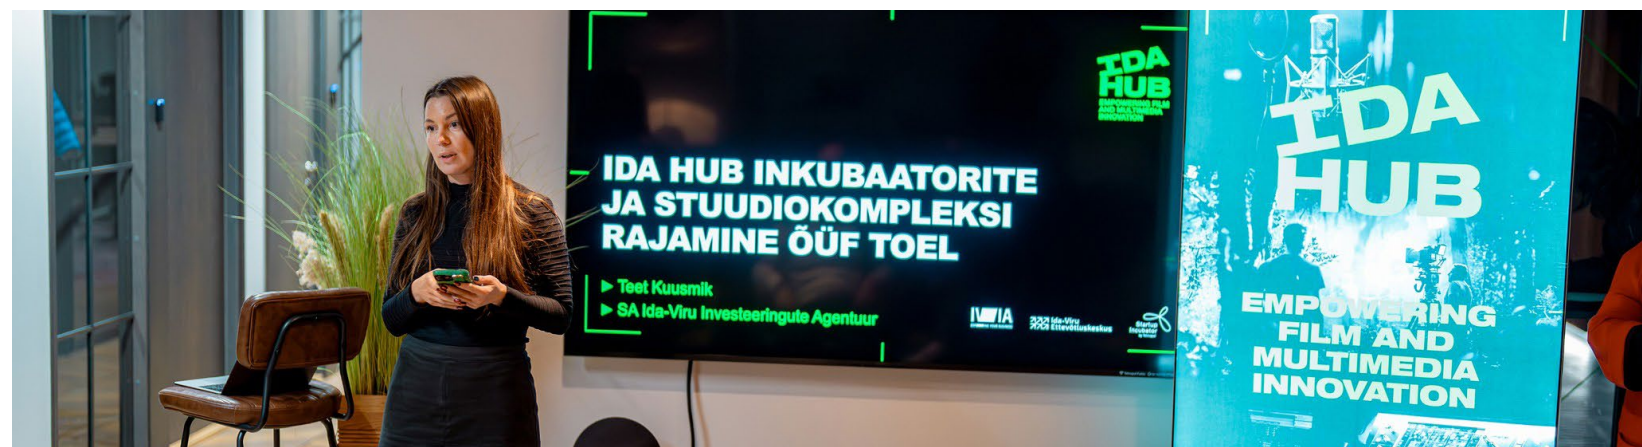 IDA
HUB
EMPOWERING FILM
AND MULTIMEDIA
INNOVATION
IDA HUB INKUBAATORITE
JA STUUDIOKOMPLEKSI
RAJAMINE ÕÜF TOEL
Teet Kuusmik
SA Ida-Viru Investeeringute Agentuur
IVIA
Ida-Viru
Ettevõtluskeskus
Startup
Incubator
IDA
HUB
EMPOWERING
FILM AND
MULTIMEDIA
INNOVATION